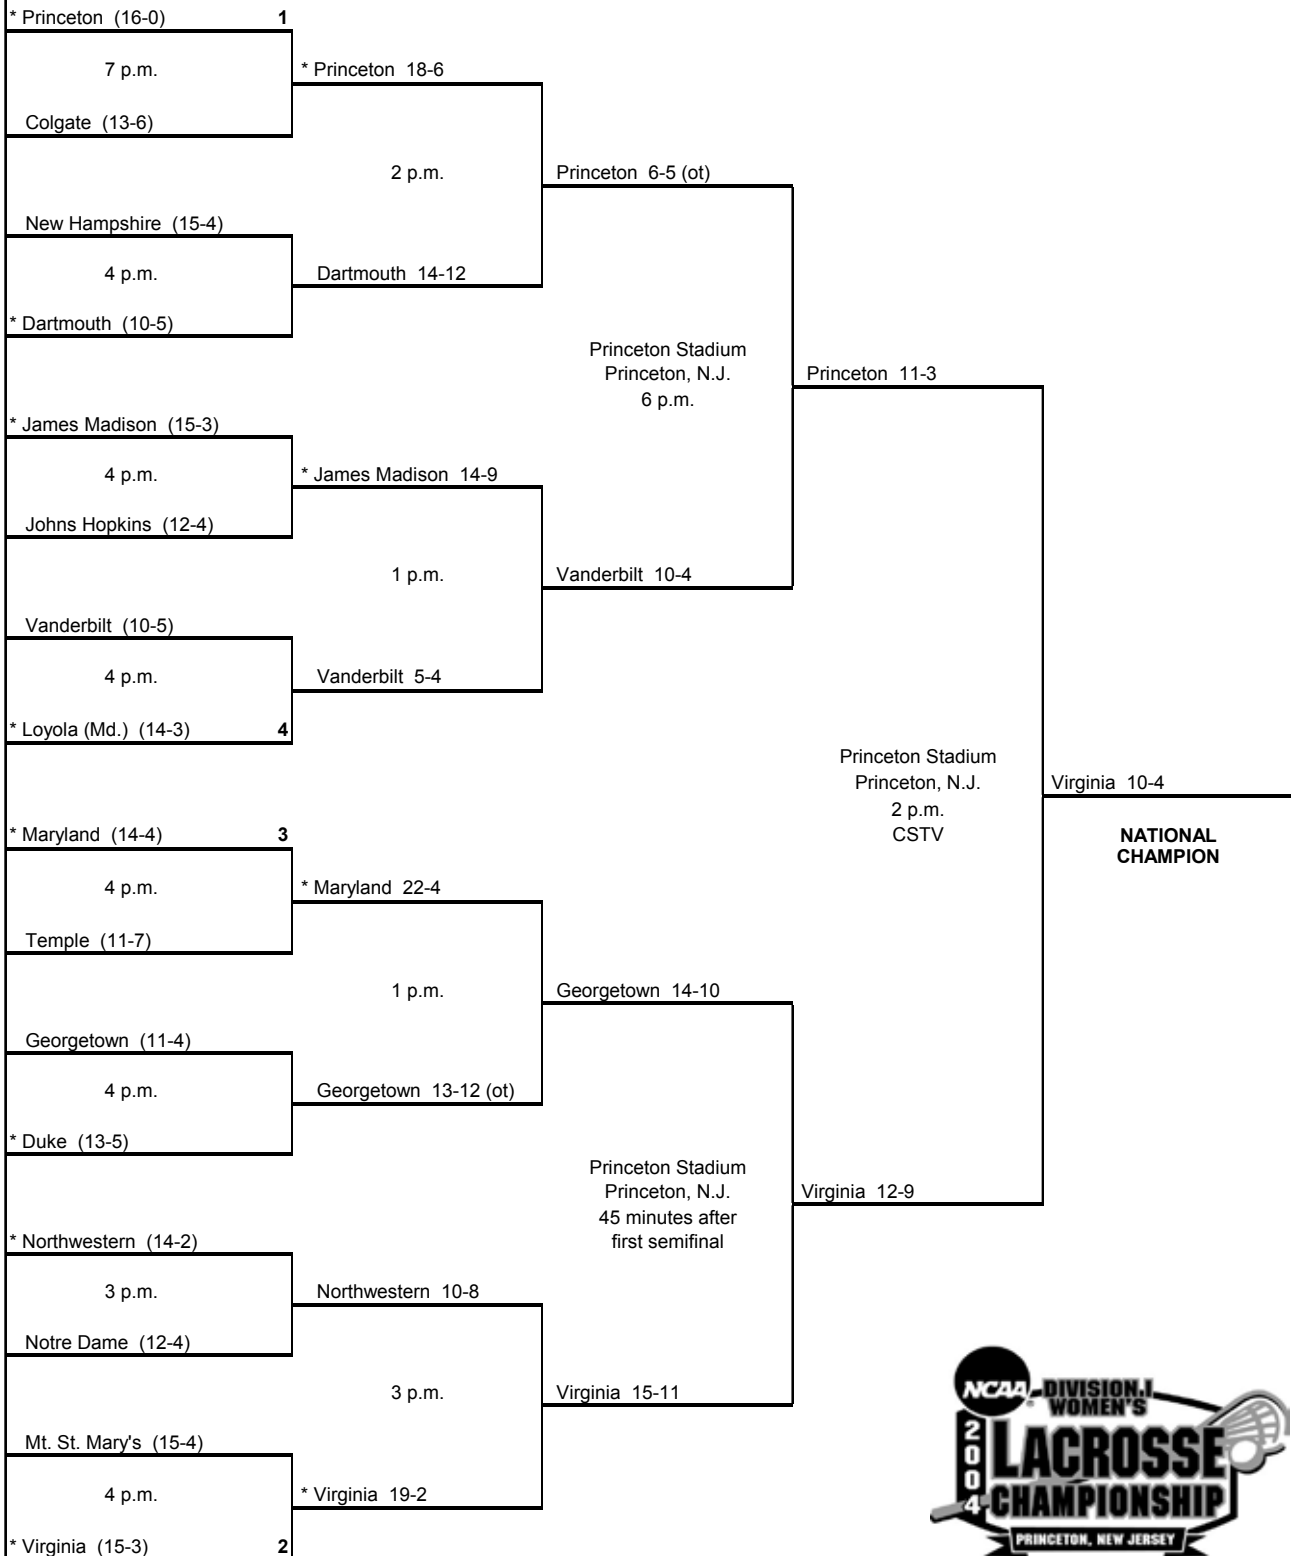 * Princeton (16-0) 1
7 p.m.
Colgate (13-6)
* Princeton 18-6
2 p.m.
New Hampshire (15-4)
4 p.m.
* Dartmouth (10-5)
Dartmouth 14-12
Princeton 6-5 (ot)
* James Madison (15-3)
4 p.m.
Johns Hopkins (12-4)
* James Madison 14-9
1 p.m.
Vanderbilt (10-5)
4 p.m.
* Loyola (Md.) (14-3) 4
Vanderbilt 5-4
Vanderbilt 10-4
Princeton Stadium
Princeton, N.J.
6 p.m.
Princeton 11-3
* Maryland (14-4) 3
4 p.m.
Temple (11-7)
* Maryland 22-4
1 p.m.
Georgetown (11-4)
4 p.m.
* Duke (13-5)
Georgetown 13-12 (ot)
Georgetown 14-10
* Northwestern (14-2)
3 p.m.
Notre Dame (12-4)
Northwestern 10-8
3 p.m.
Mt. St. Mary's (15-4)
4 p.m.
* Virginia (15-3) 2
* Virginia 19-2
Virginia 15-11
Princeton Stadium
Princeton, N.J.
45 minutes after
first semifinal
Virginia 12-9
Princeton Stadium
Princeton, N.J.
2 p.m.
CSTV
Virginia 10-4
NATIONAL
CHAMPION
NCAA DIVISION I
WOMEN'S
2004
LACROSSE
CHAMPIONSHIP
PRINCETON, NEW JERSEY